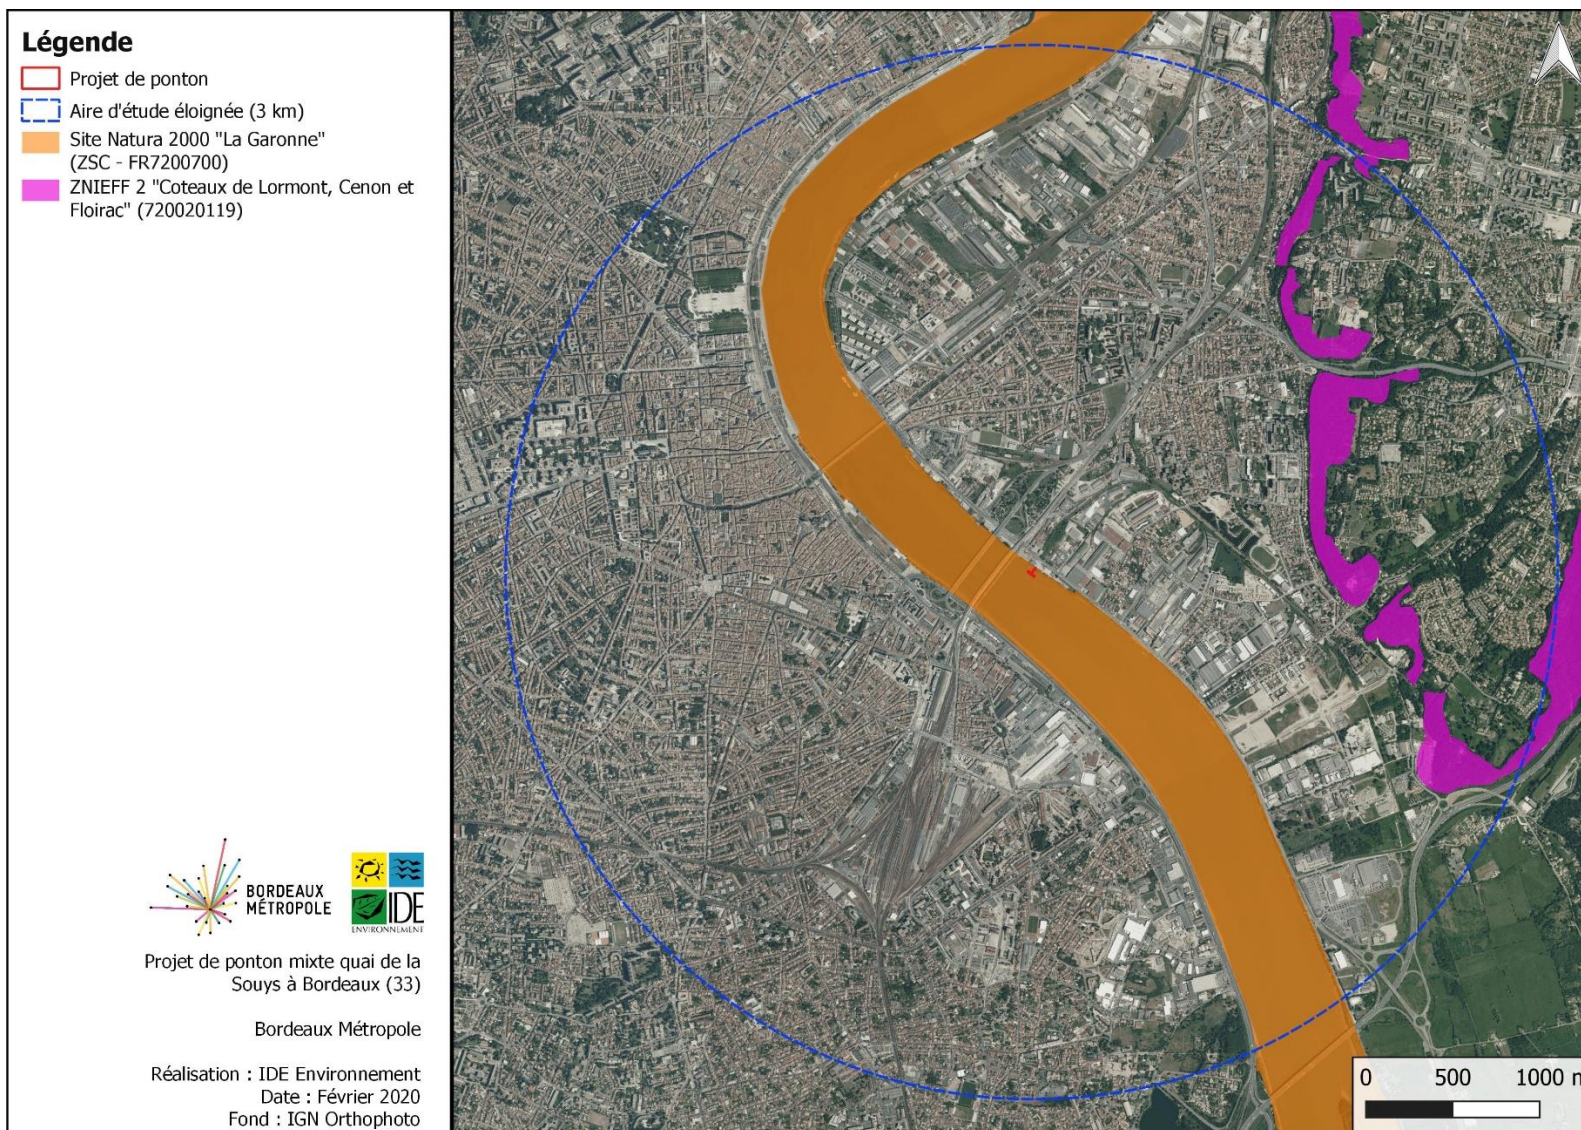 Légende
Projet de ponton
Aire d'étude éloignée (3 km)
Site Natura 2000 "La Garonne"
(ZSC - FR7200700)
ZNIEFF 2 "Coteaux de Lormont, Cenon et
Floirac" (720020119)
BORDEAUX
MÉTROPOLE
IDE
ENVIRONNEMENT
Projet de ponton mixte quai de la
Souys à Bordeaux (33)
Bordeaux Métropole
Réalisation : IDE Environnement
Date : Février 2020
Fond : IGN Orthophoto
0 500 1000 m